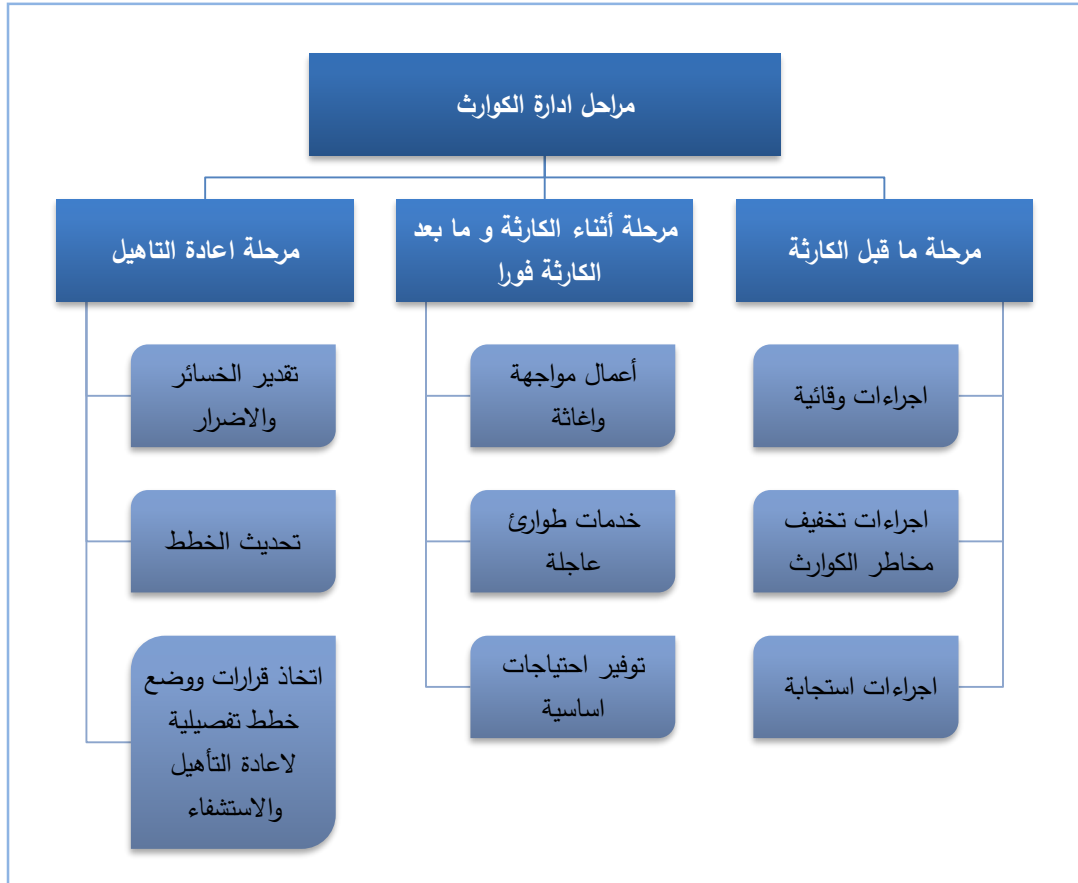 مراحل ادارة الكوارث
مرحلة ما قبل الكارثة
اجراءات وقائية
اجراءات تخفيف
مخاطر الكوارث
اجراءات استجابة
مرحلة أثناء الكارثة و ما بعد
الكارثة فورا
أعمال مواجهة
واغاثة
خدمات طوارئ
عاجلة
توفير احتياجات
اساسية
مرحلة اعادة التاهيل
تقدير الخسائر
والاضرار
تحديث الخطط
اتخاذ قرارات ووضع
خطط تفصيلية
لاعادة التأهيل
والاستشفاء